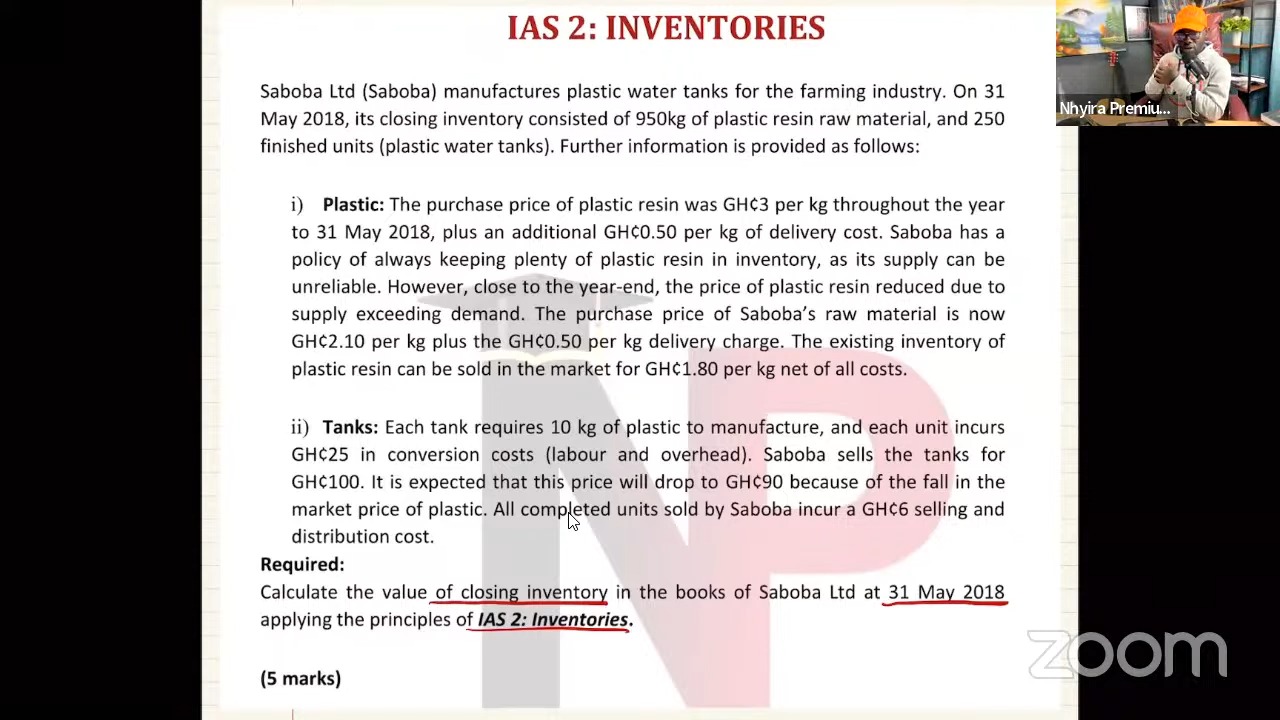 IAS 2: INVENTORIES
Saboba Ltd (Saboba) manufactures plastic water tanks for the farming industry. On 31
May 2018, its closing inventory consisted of 950kg of plastic resin raw material, and 250
finished units (plastic water tanks). Further information is provided as follows:
i) Plastic: The purchase price of plastic resin was GH¢3 per kg throughout the year
to 31 May 2018, plus an additional GH¢0.50 per kg of delivery cost. Saboba has a
policy of always keeping plenty of plastic resin in inventory, as its supply can be
unreliable. However, close to the year-end, the price of plastic resin reduced due to
supply exceeding demand. The purchase price of Saboba's raw material is now
GH¢2.10 per kg plus the GH¢0.50 per kg delivery charge. The existing inventory of
plastic resin can be sold in the market for GH¢1.80 per kg net of all costs.
ii) Tanks: Each tank requires 10 kg of plastic to manufacture, and each unit incurs
GH¢25 in conversion costs (labour and overhead). Saboba sells the tanks for
GH¢100. It is expected that this price will drop to GH¢90 because of the fall in the
market price of plastic. All completed units sold by Saboba incur a GH¢6 selling and
distribution cost.
Required:
Calculate the value of closing inventory in the books of Saboba Ltd at 31 May 2018
applying the principles of IAS 2: Inventories.
(5 marks)
Nhyira Premiu...
zoom
NP